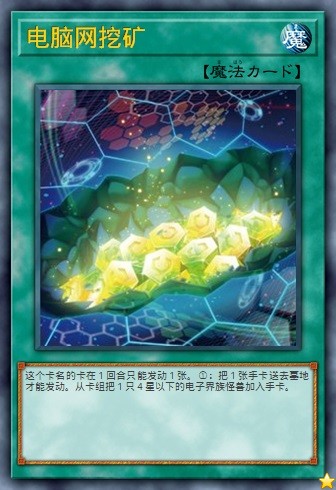 电脑网挖矿
魔
【魔法カード】
这个卡名的卡在1回合只能发动1张。①：把1张手卡送去墓地
才能发动。从卡组把1只4星以下的电子界族怪兽加入手卡。